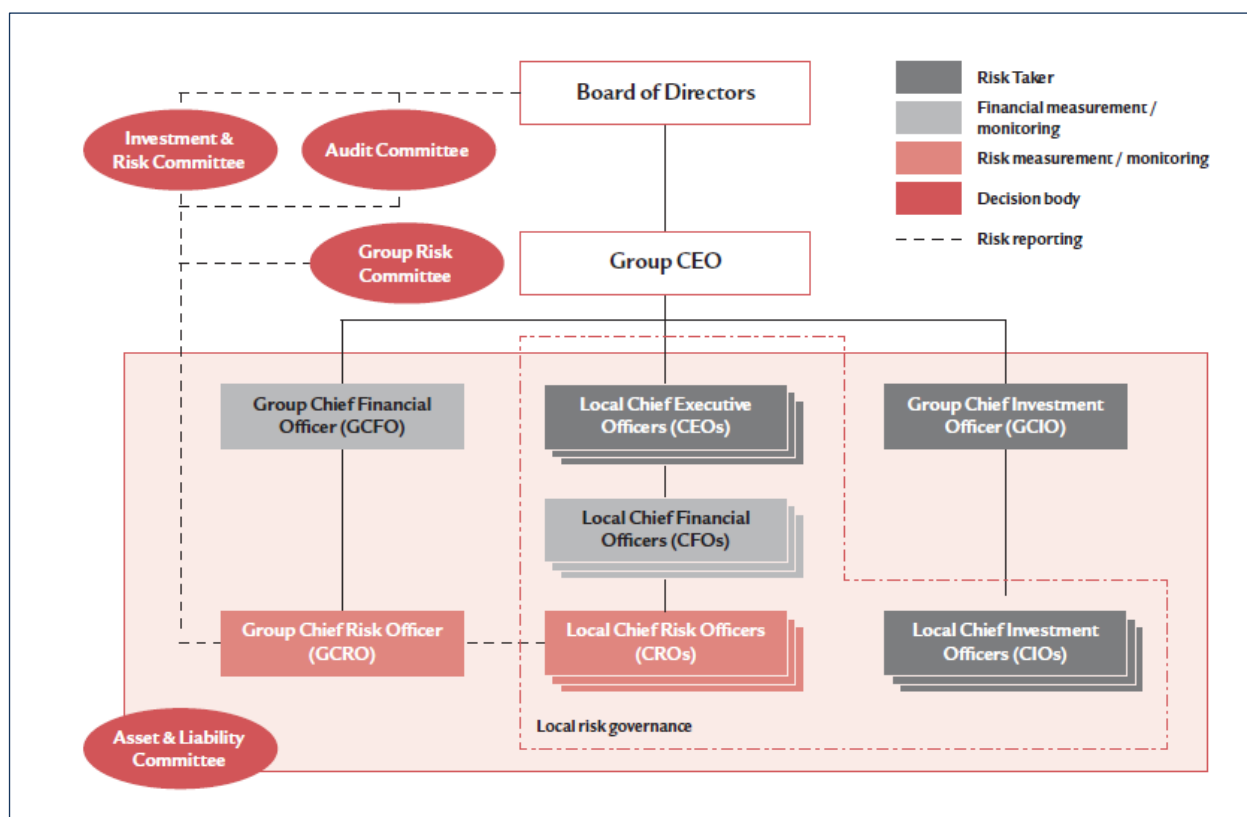 Board of Directors
Investment &
Risk Committee
Audit Committee
Group Risk
Committee
Group CEO
Risk Taker
Financial measurement /
monitoring
Risk measurement / monitoring
Decision body
Risk reporting
Group Chief Financial
Officer (GCFO)
Local Chief Executive
Officers (CEOs)
Group Chief Investment
Officer (GCIO)
Local Chief Financial
Officers (CFOs)
Group Chief Risk Officer
(GCRO)
Local Chief Risk Officers
(CROs)
Local Chief Investment
Officers (CIOs)
Local risk governance
Asset & Liability
Committee